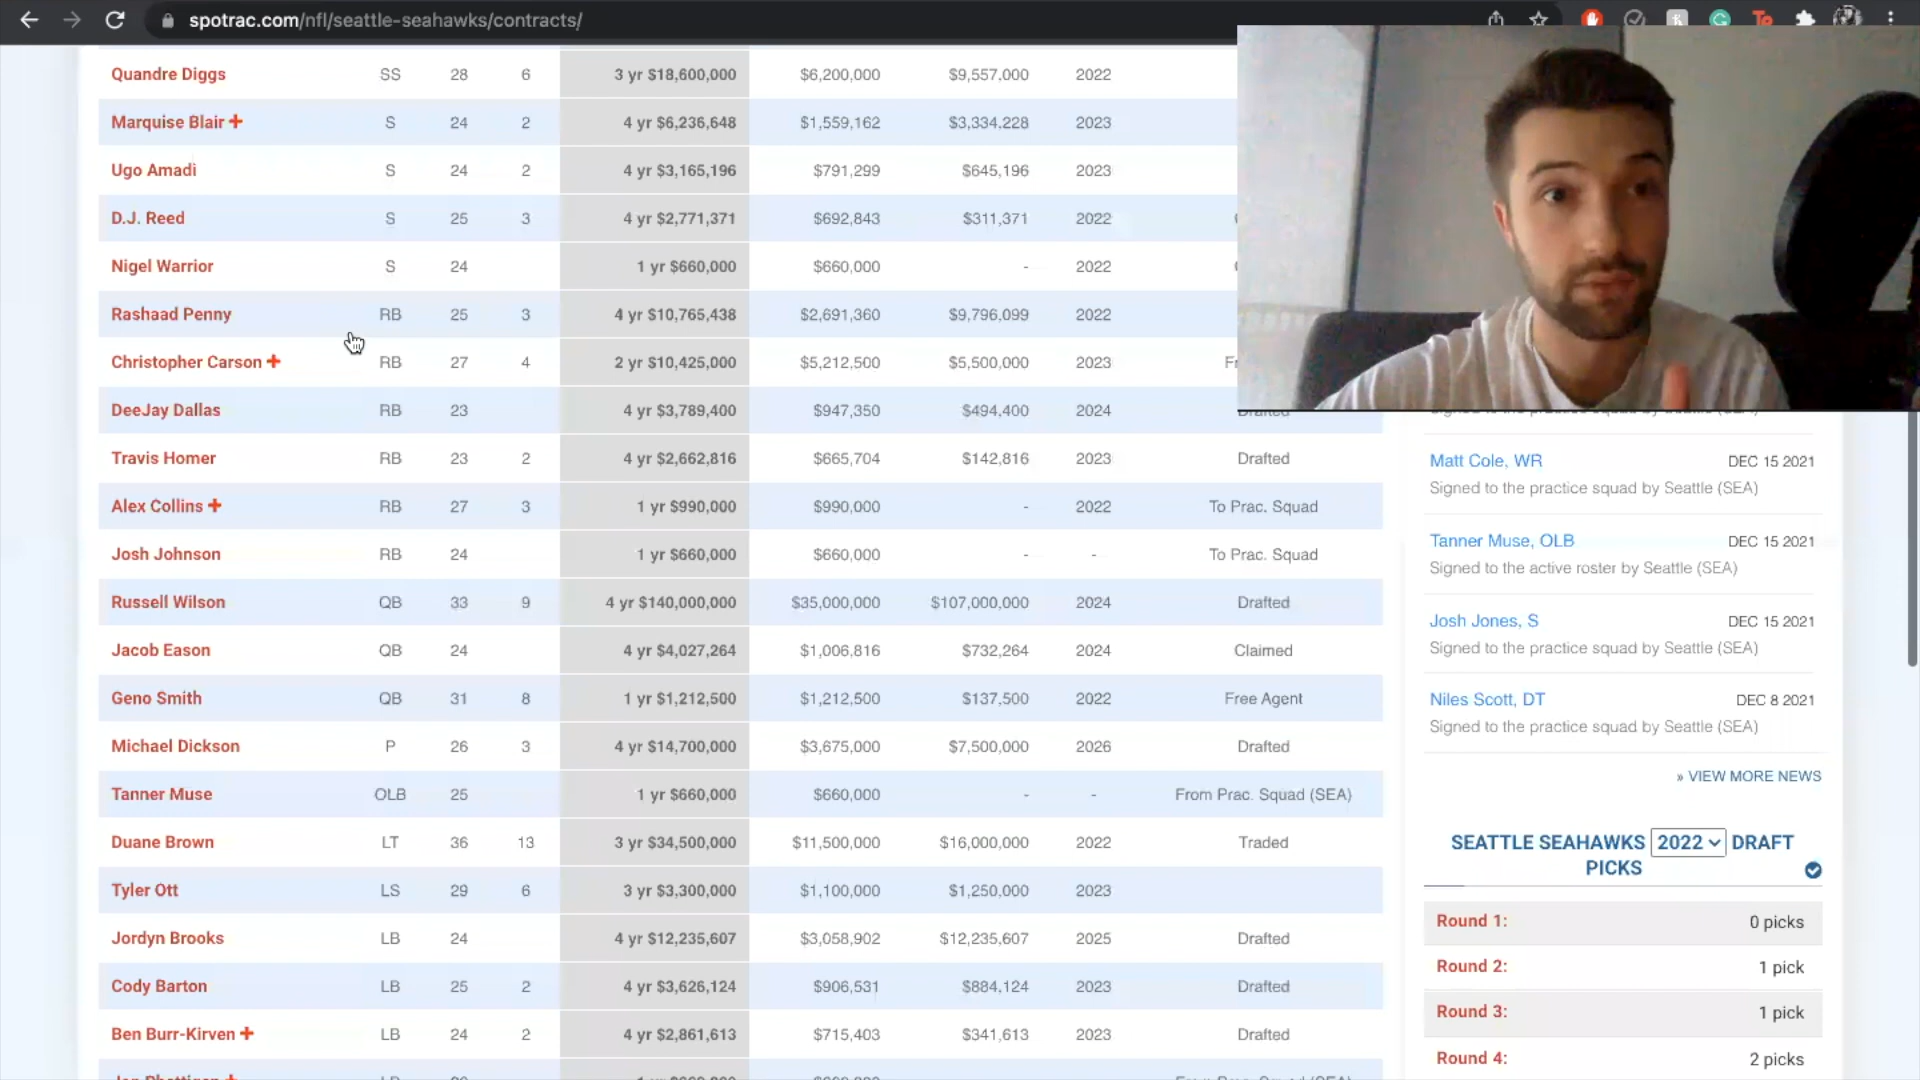 spotrac.com/nfl/seattle-seahawks/contracts/
Quandre Diggs SS 28 6 3 yr $18,600,000 $6,200,000 $9,557,000 2022
Marquise Blair + S 24 2 4 yr $6,236,648 $1,559,162 $3,334,228 2023
Ugo Amadi S 24 2 4 yr $3,165,196 $791,299 $645,196 2023
D.J. Reed S 25 3 4 yr $2,771,371 $692,843 $311,371 2022
Nigel Warrior S 24 1 yr $660,000 $660,000 - 2022
Rashaad Penny RB 25 3 4 yr $10,765,438 $2,691,360 $9,796,099 2022
Christopher Carson + RB 27 4 2 yr $10,425,000 $5,212,500 $5,500,000 2023
DeeJay Dallas RB 23 4 yr $3,789,400 $947,350 $494,400 2024 Drafted
Travis Homer RB 23 2 4 yr $2,662,816 $665,704 $142,816 2023 Drafted
Alex Collins + RB 27 3 1 yr $990,000 $990,000 - 2022 To Prac. Squad
Josh Johnson RB 24 1 yr $660,000 $660,000 - - To Prac. Squad
Russell Wilson QB 33 9 4 yr $140,000,000 $35,000,000 $107,000,000 2024 Drafted
Jacob Eason QB 24 4 yr $4,027,264 $1,006,816 $732,264 2024 Claimed
Geno Smith QB 31 8 1 yr $1,212,500 $1,212,500 $137,500 2022 Free Agent
Michael Dickson P 26 3 4 yr $14,700,000 $3,675,000 $7,500,000 2026 Drafted
Tanner Muse OLB 25 1 yr $660,000 $660,000 - - From Prac. Squad (SEA)
Duane Brown LT 36 13 3 yr $34,500,000 $11,500,000 $16,000,000 2022 Traded
Tyler Ott LS 29 6 3 yr $3,300,000 $1,100,000 $1,250,000 2023
Jordyn Brooks LB 24 4 yr $12,235,607 $3,058,902 $12,235,607 2025 Drafted
Cody Barton LB 25 2 4 yr $3,626,124 $906,531 $884,124 2023 Drafted
Ben Burr-Kirven + LB 24 2 4 yr $2,861,613 $715,403 $341,613 2023 Drafted
Signed to the practice squad by Seattle (SEA)
Matt Cole, WR DEC 15 2021
Signed to the practice squad by Seattle (SEA)
Tanner Muse, OLB DEC 15 2021
Signed to the active roster by Seattle (SEA)
Josh Jones, S DEC 15 2021
Signed to the practice squad by Seattle (SEA)
Niles Scott, DT DEC 8 2021
Signed to the practice squad by Seattle (SEA)
» VIEW MORE NEWS
SEATTLE SEAHAWKS 2022 DRAFT
PICKS
Round 1: 0 picks
Round 2: 1 pick
Round 3: 1 pick
Round 4: 2 picks